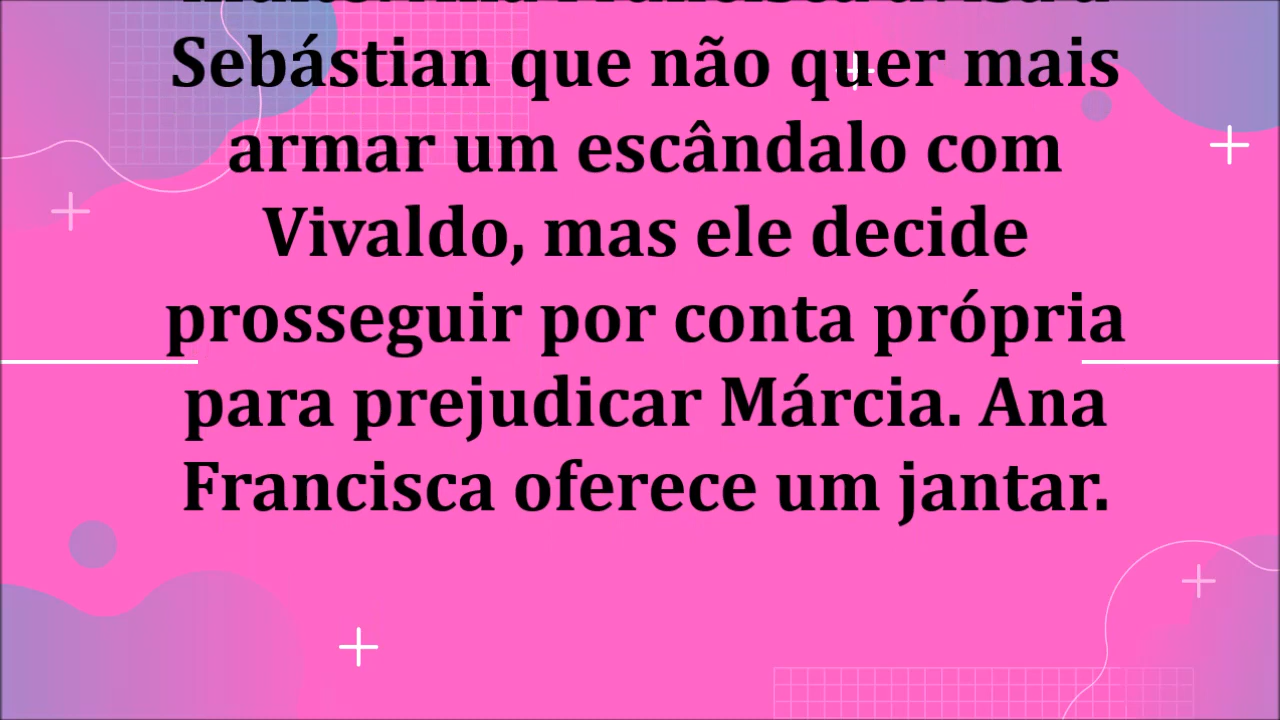 Sebástian que não quer mais
armar um escândalo com
Vivaldo, mas ele decide
prosseguir por conta própria
para prejudicar Márcia. Ana
Francisca oferece um jantar.